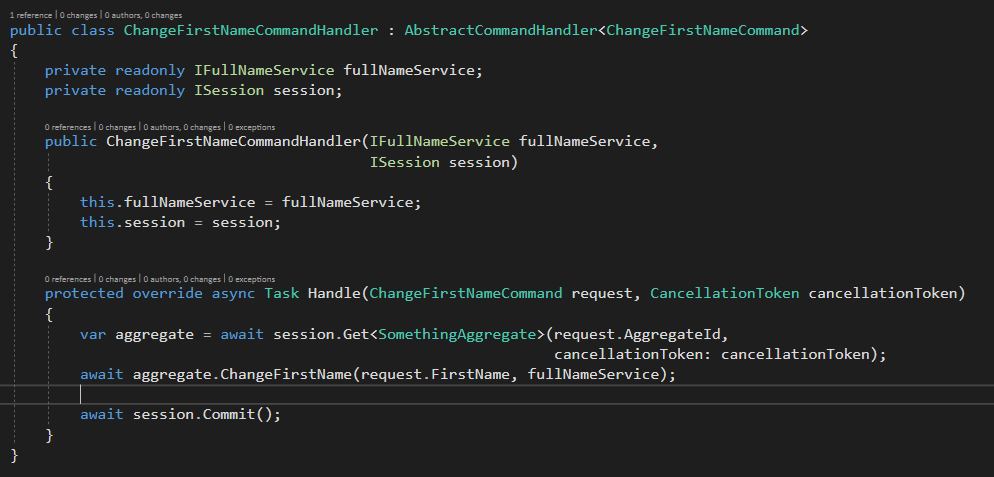 1 reference | 0 changes | 0 authors, 0 changes
public class ChangeFirstNameCommandHandler : AbstractCommandHandler<ChangeFirstNameCommand>
{
    private readonly IFullNameService fullNameService;
    private readonly ISession session;
    0 references | 0 changes | 0 authors, 0 changes | 0 exceptions
    public ChangeFirstNameCommandHandler(IFullNameService fullNameService,
                                         ISession session)
    {
        this.fullNameService = fullNameService;
        this.session = session;
    }
    0 references | 0 changes | 0 authors, 0 changes | 0 exceptions
    protected override async Task Handle(ChangeFirstNameCommand request, CancellationToken cancellationToken)
    {
        var aggregate = await session.Get<SomethingAggregate>(request.AggregateId,
                                                              cancellationToken: cancellationToken);
        await aggregate.ChangeFirstName(request.FirstName, fullNameService);
        await session.Commit();
    }
}